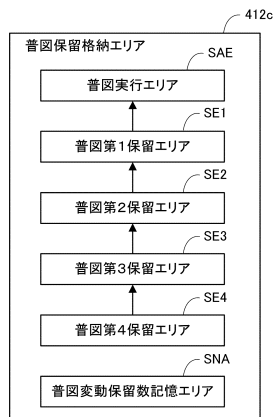 412c
普図保留格納エリア
SAE
普図実行エリア
SE1
普図第1保留エリア
SE2
普図第2保留エリア
SE3
普図第3保留エリア
SE4
普図第4保留エリア
SNA
普図変動保留数記憶エリア